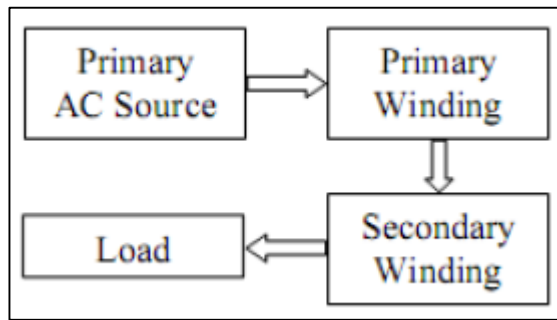 Primary
AC Source
Primary
Winding
Secondary
Winding
Load